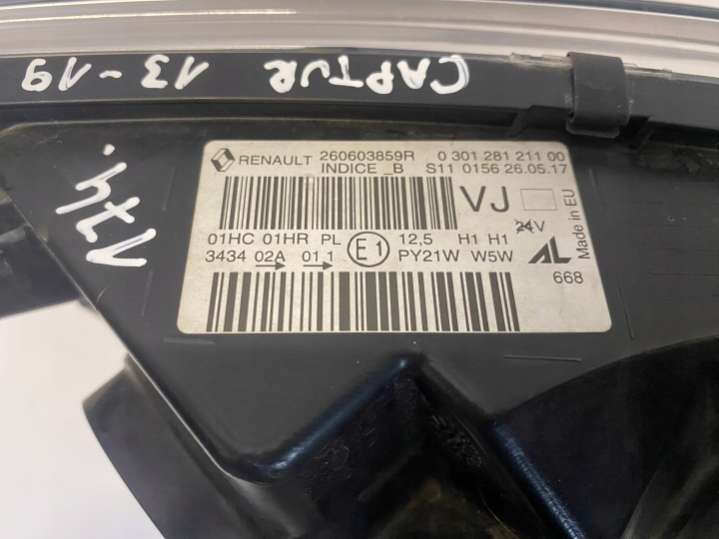 CAPTUR 13-19
174.
RENAULT 260603859R 0 301 281 211 00
INDICE _B S11 0156 26.05.17
VJ
01HC 01HR PL E1 12,5 H1 H1 24V
3434 02A 01 1 PY21W W5W AL
668
Made in EU